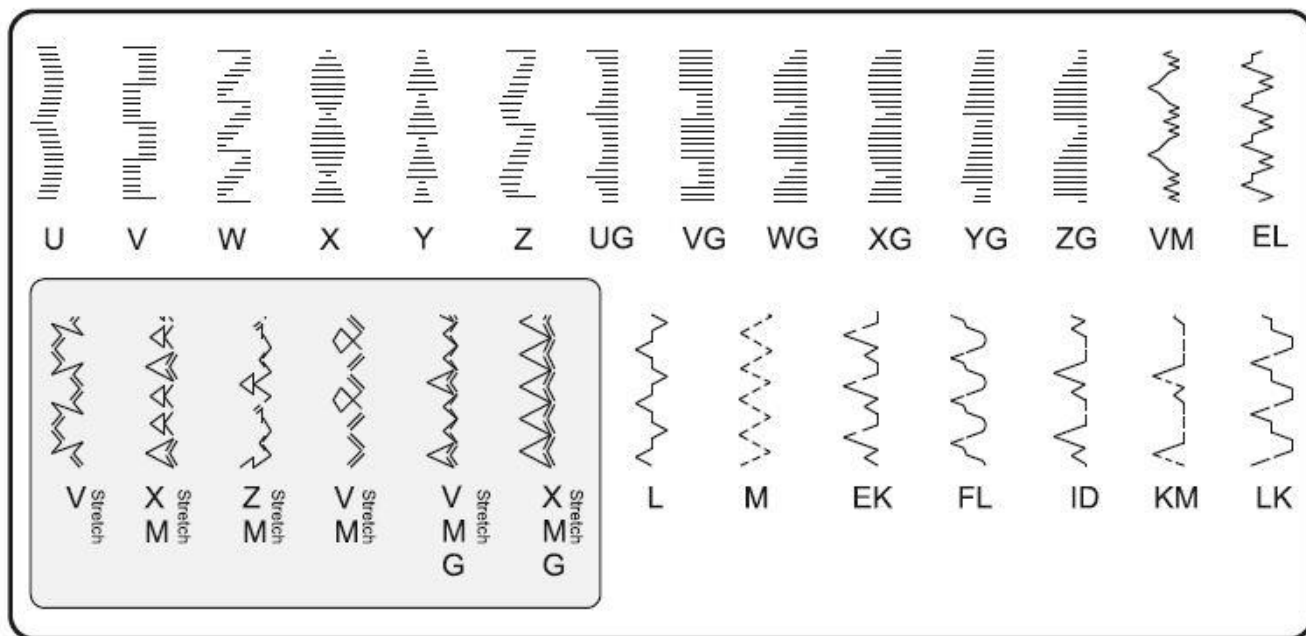 U V W X Y Z UG VG WG XG YG ZG VM EL
V Stretch X Stretch Z Stretch V Stretch V Stretch X Stretch L M EK FL ID KM LK
M M M M M
G G